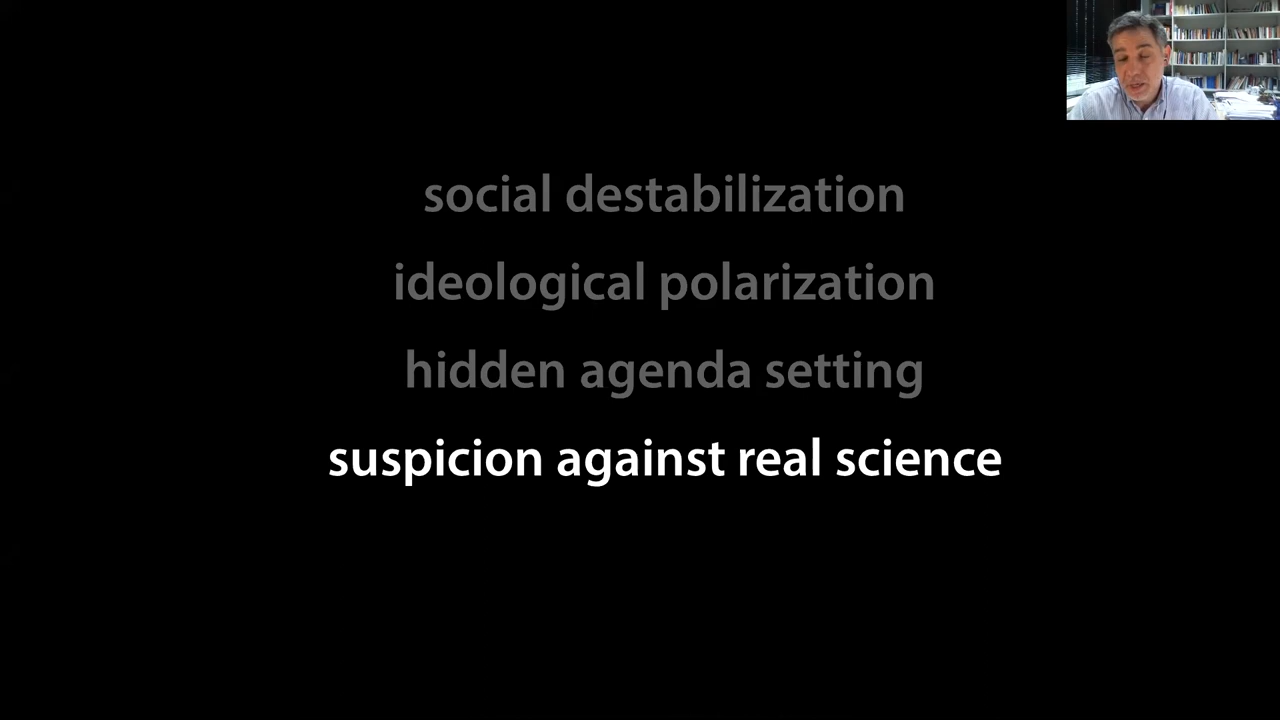 social destabilization
ideological polarization
hidden agenda setting
suspicion against real science